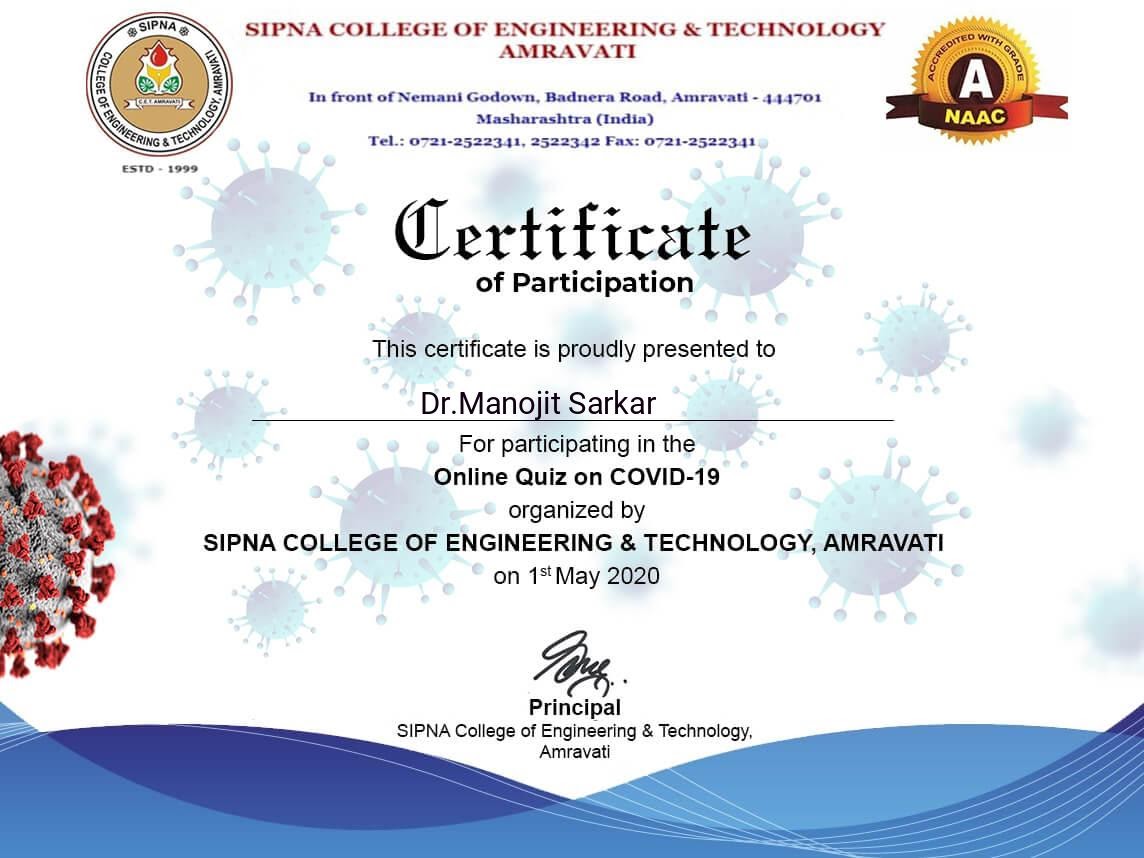 SIPNA
COLLEGE OF ENGINEERING & TECHNOLOGY, AMRAVATI
C.E.T. AMRAVATI
ESTD - 1999
SIPNA COLLEGE OF ENGINEERING & TECHNOLOGY
AMRAVATI
In front of Nemani Godown, Badnera Road, Amravati - 444701
Masharashtra (India)
Tel.: 0721-2522341, 2522342 Fax: 0721-2522341
ACCREDITED WITH GRADE
A
NAAC
Certificate
of Participation
This certificate is proudly presented to
Dr.Manojit Sarkar
For participating in the
Online Quiz on COVID-19
organized by
SIPNA COLLEGE OF ENGINEERING & TECHNOLOGY, AMRAVATI
on 1st May 2020
Principal
SIPNA College of Engineering & Technology,
Amravati